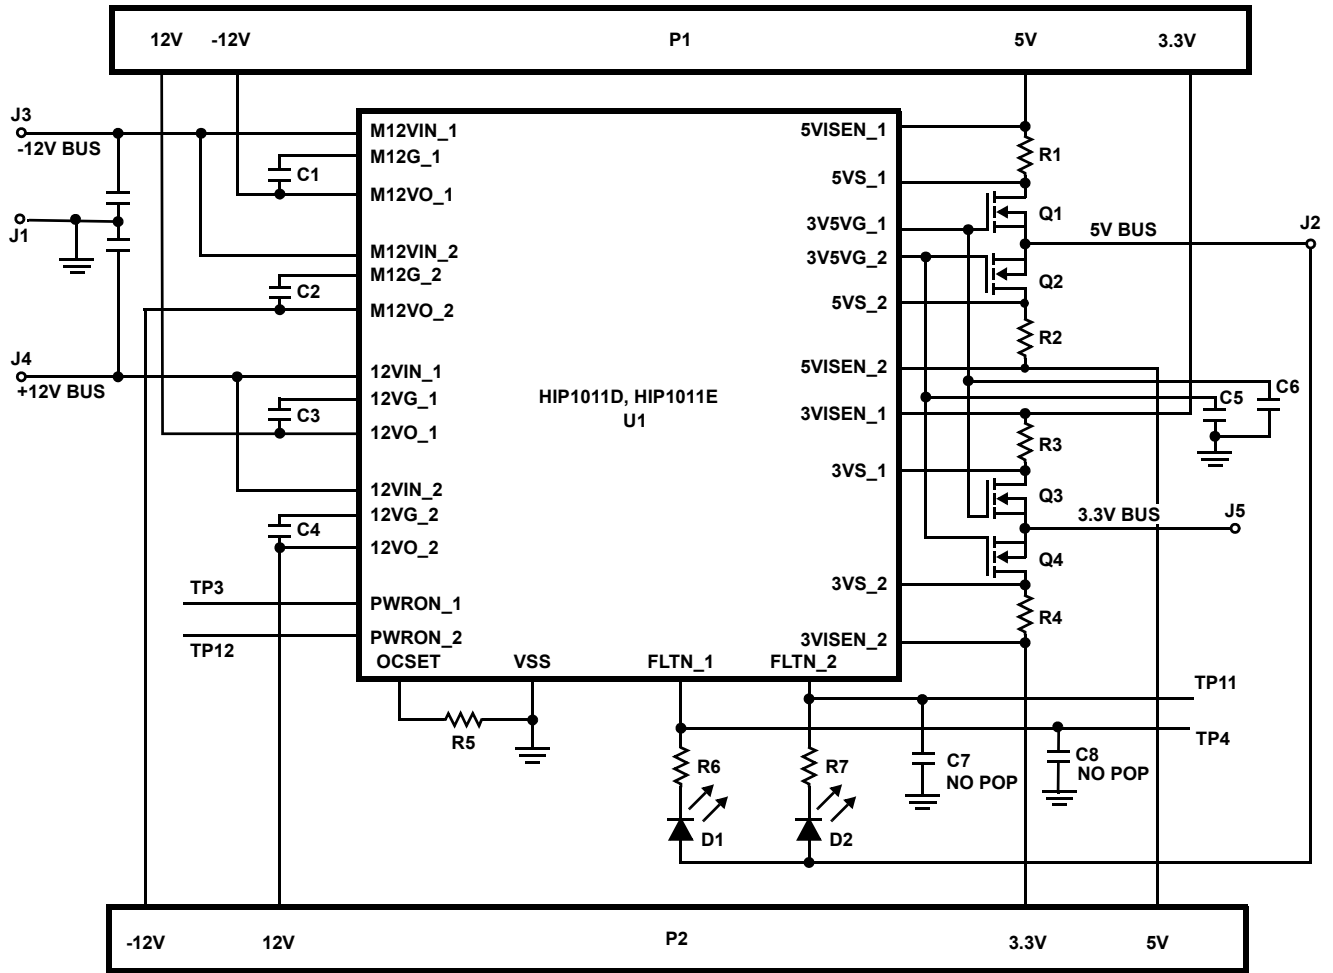 12V -12V P1 5V 3.3V
J3
-12V BUS
J1
J4
+12V BUS
M12VIN_1
M12G_1
C1
M12VO_1
M12VIN_2
M12G_2
C2
M12VO_2
12VIN_1
12VG_1
C3
12VO_1
12VIN_2
12VG_2
C4
12VO_2
TP3
PWRON_1
PWRON_2
TP12
OCSET
VSS
FLTN_1
FLTN_2
HIP1011D, HIP1011E
U1
5VISEN_1
5VS_1
3V5VG_1
3V5VG_2
5VS_2
5VISEN_2
3VISEN_1
3VS_1
3VS_2
3VISEN_2
R1
Q1
5V BUS
J2
Q2
R2
C6
C5
R3
Q3
3.3V BUS
J5
Q4
R4
TP11
TP4
R5
R6
R7
C7
NO POP
C8
NO POP
D1
D2
-12V 12V P2 3.3V 5V